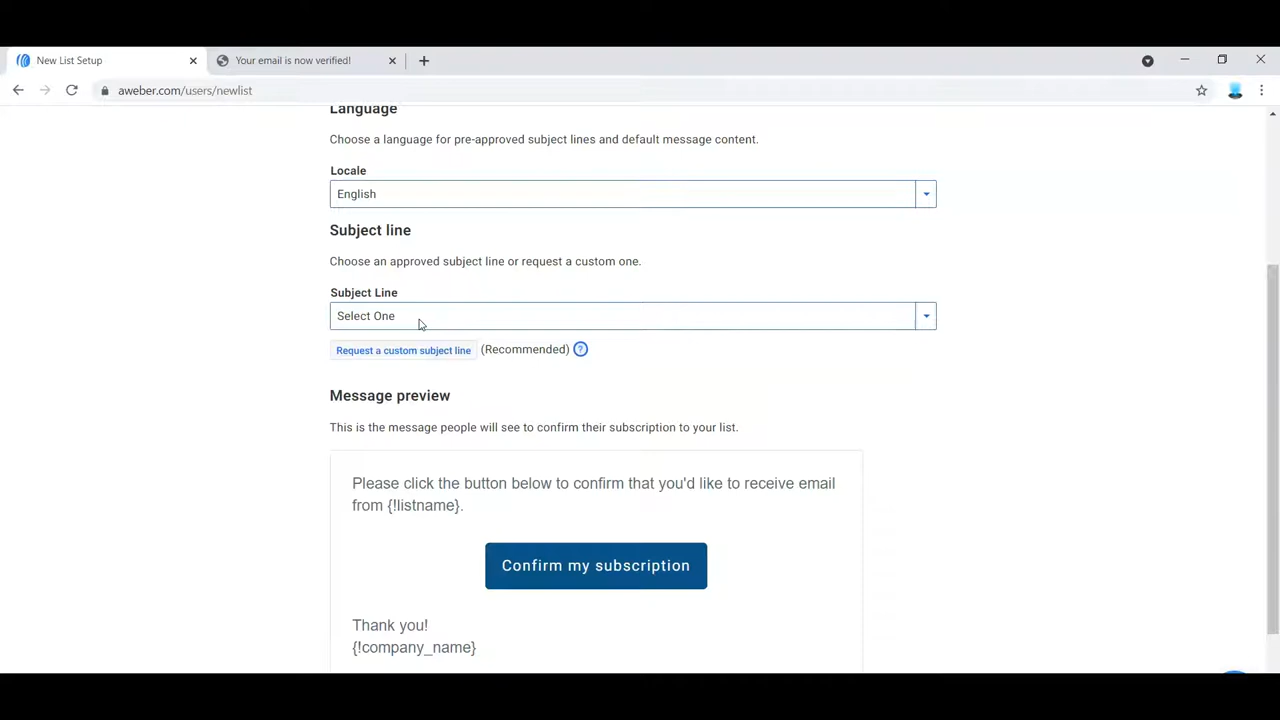 New List Setup
Your email is now verified!
aweber.com/users/newlist
Language
Choose a language for pre-approved subject lines and default message content.
Locale
English
Subject line
Choose an approved subject line or request a custom one.
Subject Line
Select One
Request a custom subject line (Recommended) ?
Message preview
This is the message people will see to confirm their subscription to your list.
Please click the button below to confirm that you'd like to receive email
from {!listname}.
Confirm my subscription
Thank you!
{!company_name}